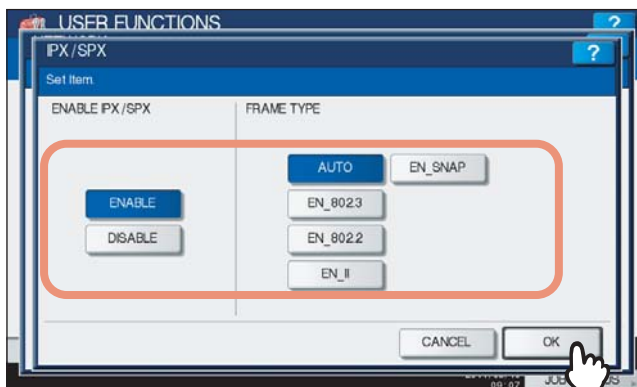 USER FUNCTIONS ?
IPX/SPX ?
Set Item.
ENABLE IPX/SPX
FRAME TYPE
ENABLE
DISABLE
AUTO EN_SNAP
EN_802.3
EN_802.2
EN_II
CANCEL OK
09:07